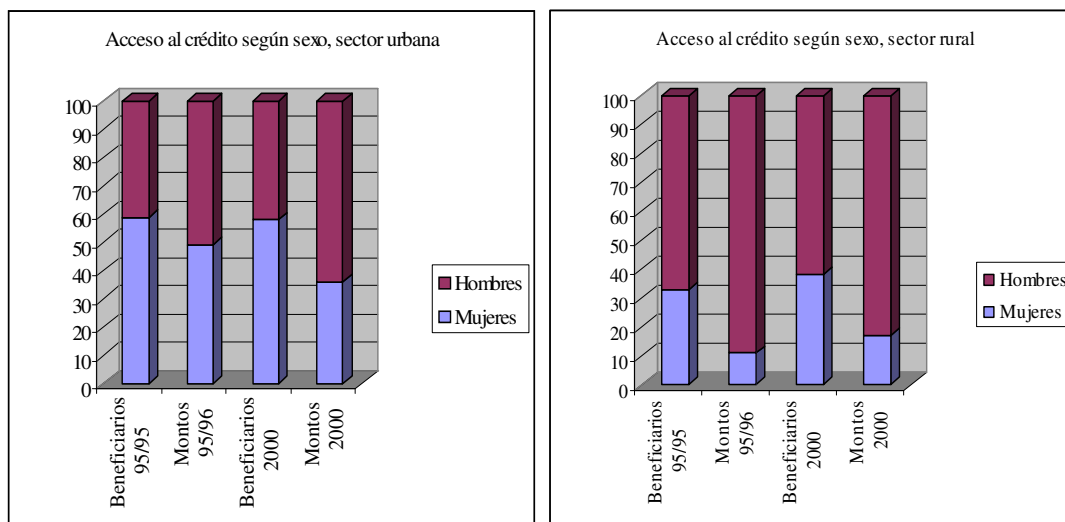 Acceso al crédito según sexo, sector urbana
100
90
80
70
60
50
40
30
20
10
0
Beneficiarios
95/95
Montos
95/96
Beneficiarios
2000
Montos
2000
Hombres
Mujeres
Acceso al crédito según sexo, sector rural
100
90
80
70
60
50
40
30
20
10
0
Beneficiarios
95/95
Montos
95/96
Beneficiarios
2000
Montos
2000
Hombres
Mujeres